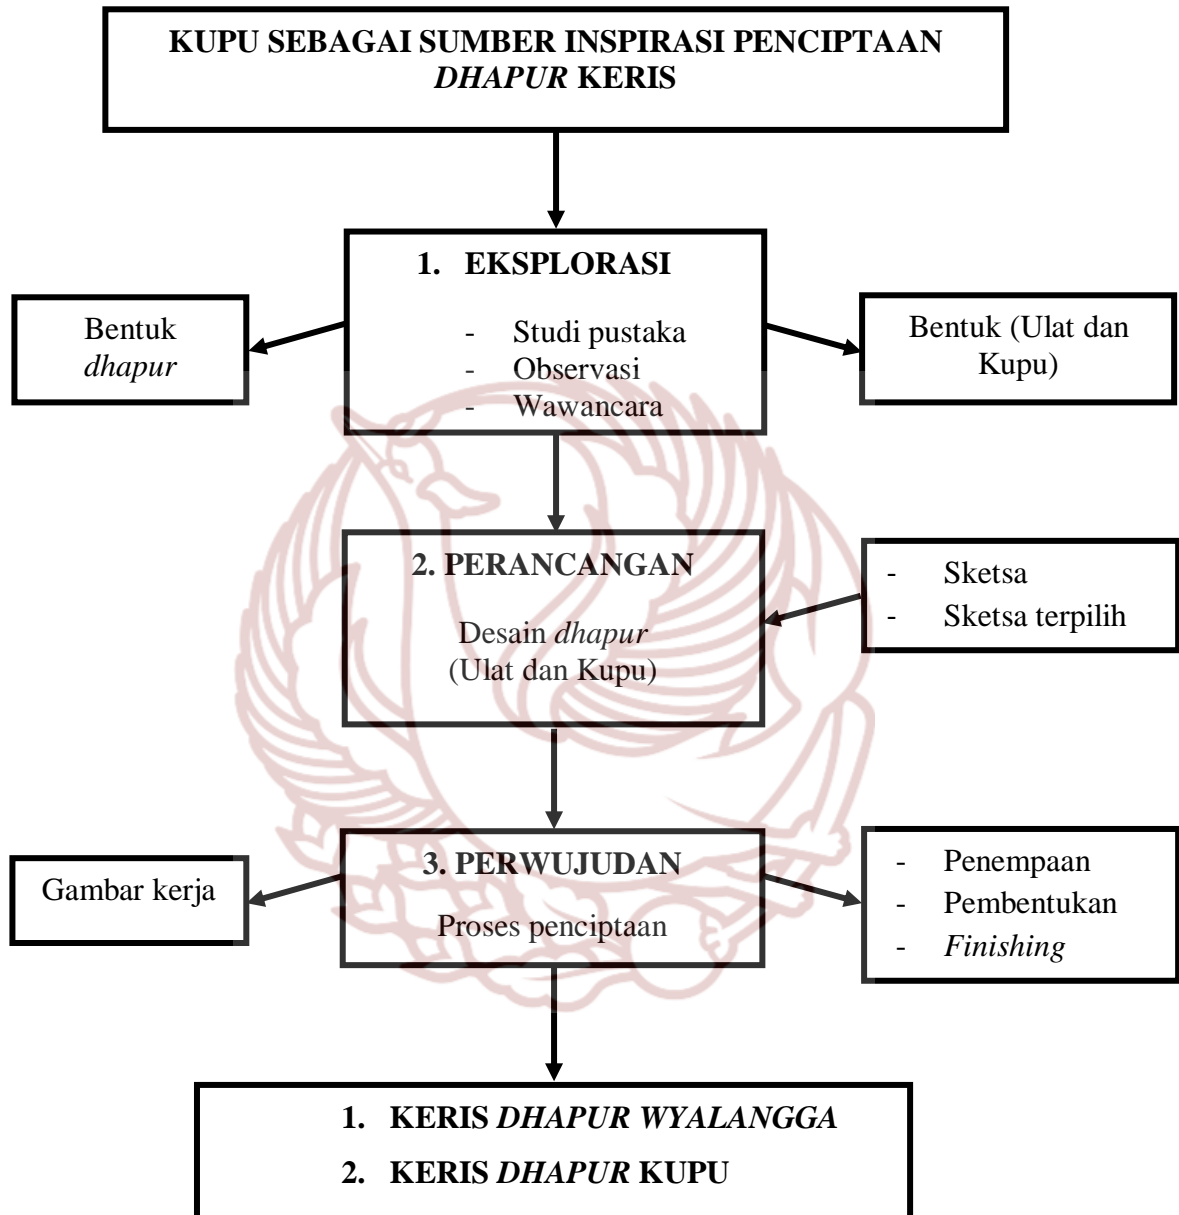 KUPU SEBAGAI SUMBER INSPIRASI PENCIPTAAN
DHAPUR KERIS
1. EKSPLORASI
- Studi pustaka
- Observasi
- Wawancara
Bentuk
dhapur
Bentuk (Ulat dan
Kupu)
2. PERANCANGAN
Desain dhapur
(Ulat dan Kupu)
- Sketsa
- Sketsa terpilih
3. PERWUJUDAN
Proses penciptaan
Gambar kerja
- Penempaan
- Pembentukan
- Finishing
1. KERIS DHAPUR WYALANGGA
2. KERIS DHAPUR KUPU